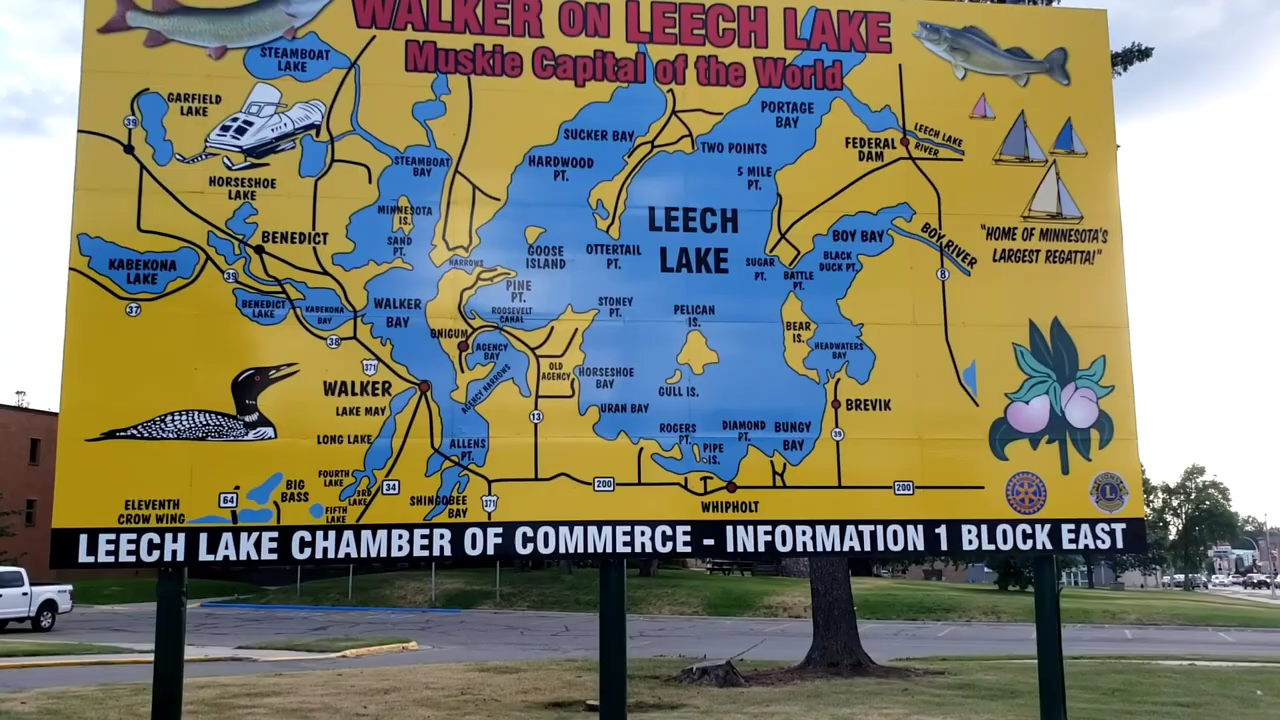 WALKER ON LEECH LAKE
Muskie Capital of the World
STEAMBOAT
LAKE
GARFIELD
LAKE
39
HORSESHOE
LAKE
STEAMBOAT
BAY
MINNESOTA
IS.
SAND
PT.
BENEDICT
KABEKONA
LAKE
39
37
BENEDICT
LAKE
KABEKONA
BAY
38
371
WALKER
BAY
WALKER
LAKE MAY
LONG LAKE
FOURTH
LAKE
3RD
LAKE
FIFTH
LAKE
BIG
BASS
64
ELEVENTH
CROW WING
34
SHINGOBEE
BAY
371
ALLENS
PT.
SUCKER BAY
HARDWOOD
PT.
GOOSE
ISLAND
NARROWS
PINE
PT.
ROOSEVELT
CANAL
ONIGUM
AGENCY
BAY
AGENCY NARROWS
OLD
AGENCY
13
OTTERTAIL
PT.
STONEY
PT.
HORSESHOE
BAY
URAN BAY
PORTAGE
BAY
TWO POINTS
5 MILE
PT.
LEECH
LAKE
SUGAR
PT.
PELICAN
IS.
GULL IS.
ROGERS
PT.
PIPE
IS.
DIAMOND
PT.
BUNGY
BAY
200
WHIPHOLT
200
FEDERAL
DAM
LEECH LAKE
RIVER
BOY BAY
BLACK
DUCK PT.
BATTLE
PT.
BOY RIVER
8
BEAR
IS.
HEADWATERS
BAY
BREVIK
39
"HOME OF MINNESOTA'S
LARGEST REGATTA!"
L
LEECH LAKE CHAMBER OF COMMERCE - INFORMATION 1 BLOCK EAST